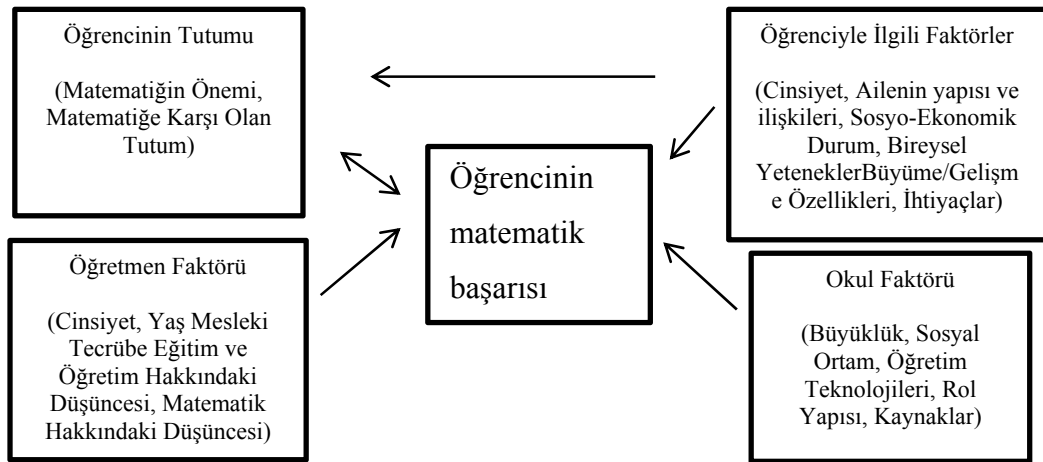 Öğrencinin Tutumu
(Matematiğin Önemi,
Matematiğe Karşı Olan
Tutum)
Öğrenciyle İlgili Faktörler
(Cinsiyet, Ailenin yapısı ve
ilişkileri, Sosyo-Ekonomik
Durum, Bireysel
YeteneklerBüyüme/Gelişm
e Özellikleri, İhtiyaçlar)
Öğrencinin
matematik
başarısı
Öğretmen Faktörü
(Cinsiyet, Yaş Mesleki
Tecrübe Eğitim ve
Öğretim Hakkındaki
Düşüncesi, Matematik
Hakkındaki Düşüncesi)
Okul Faktörü
(Büyüklük, Sosyal
Ortam, Öğretim
Teknolojileri, Rol
Yapısı, Kaynaklar)